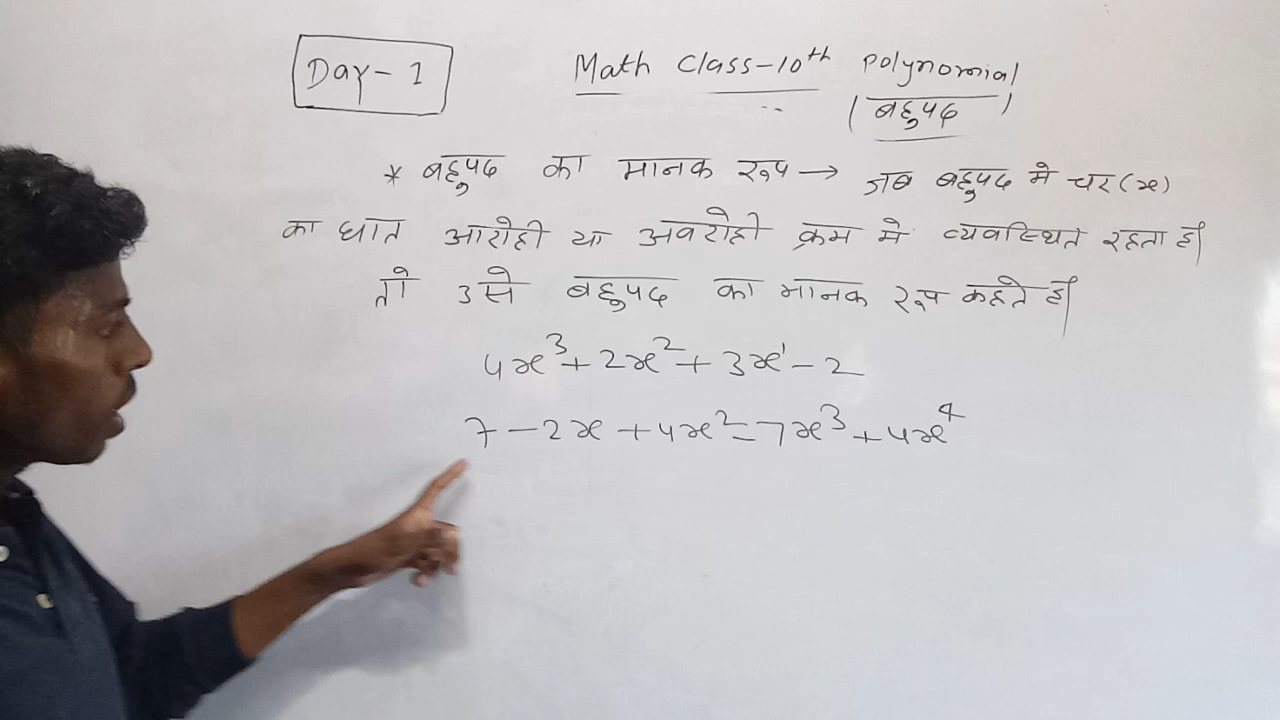 Day-1
Math Class-10th Polynomial
(बहुपद)
* बहुपद का मानक रूप → जब बहुपद मे चर(x)
का घात आरोही या अवरोही क्रम मे व्यवस्थित रहता है।
तो उसे बहुपद का मानक रूप कहते है।
4x³+2x²+3x¹-2
7-2x+4x²-7x³+4x⁴